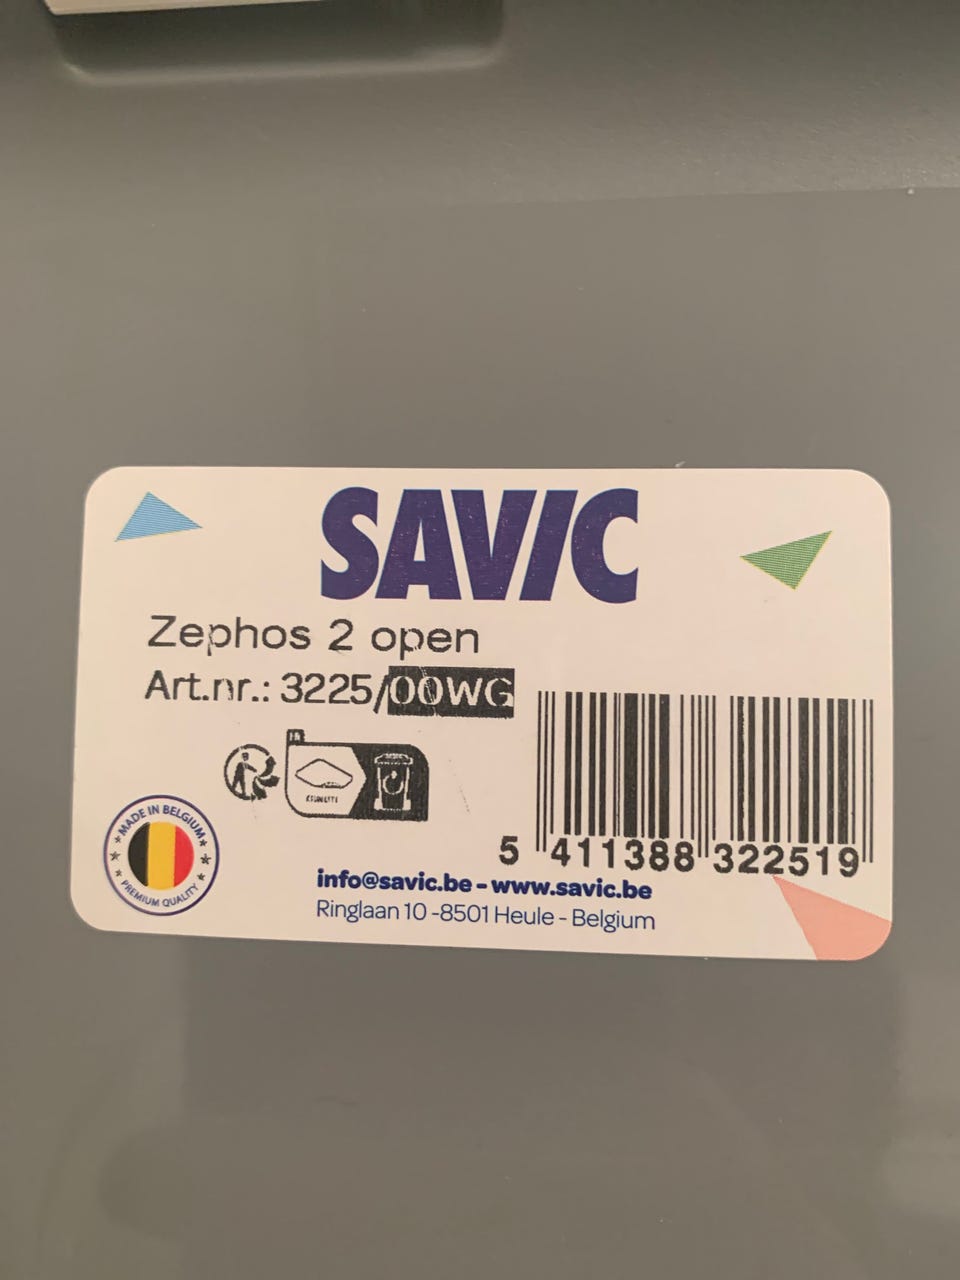 SAVIC
Zephos 2 open
Art.nr.: 3225/00WG
FR
5 411388 322519
MADE IN BELGIUM
PREMIUM QUALITY
info@savic.be - www.savic.be
Ringlaan 10 -8501 Heule - Belgium